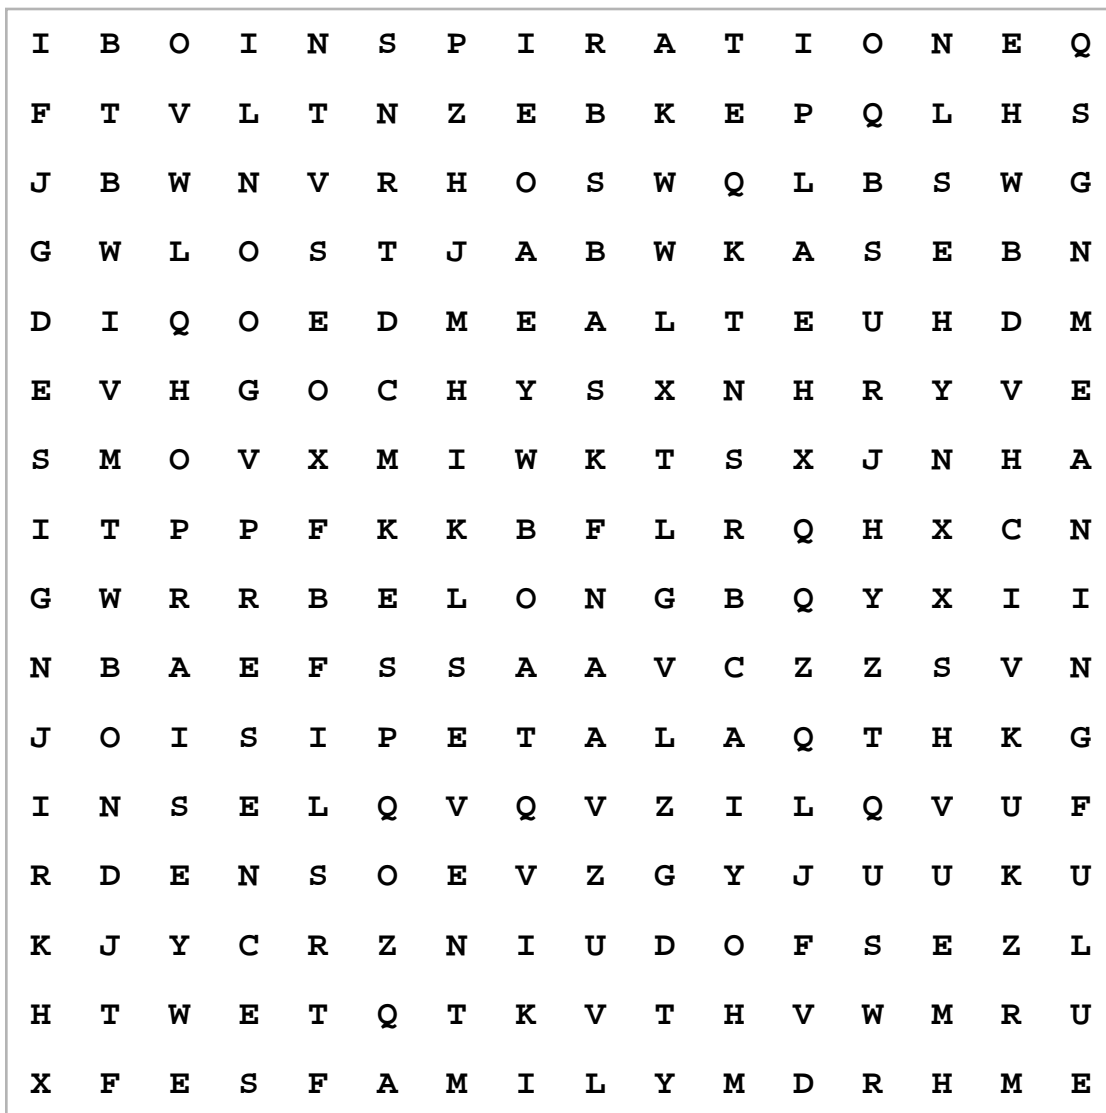 I B O I N S P I R A T I O N E Q
F T V L T N Z E B K E P Q L H S
J B W N V R H O S W Q L B S W G
G W L O S T J A B W K A S E B N
D I Q O E D M E A L T E U H D M
E V H G O C H Y S X N H R Y V E
S M O V X M I W K T S X J N H A
I T P P F K K B F L R Q H X C N
G W R R B E L O N G B Q Y X I I
N B A E F S S A A V C Z Z S V N
J O I S I P E T A L A Q T H K G
I N S E L Q V Q V Z I L Q V U F
R D E N S O E V Z G Y J U U K U
K J Y C R Z N I U D O F S E Z L
H T W E T Q T K V T H V W M R U
X F E S F A M I L Y M D R H M E